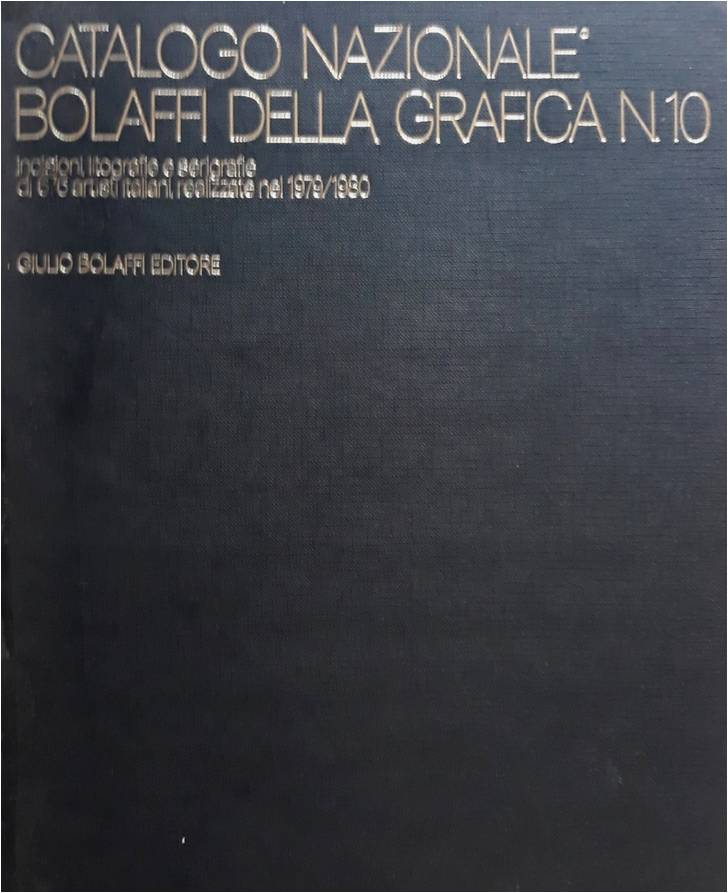 CATALOGO NAZIONALE
BOLAFFI DELLA GRAFICA N.10
Incisioni, litografie e serigrafie
di artisti italiani, realizzate nel 1979/1980
GIULIO BOLAFFI EDITORE